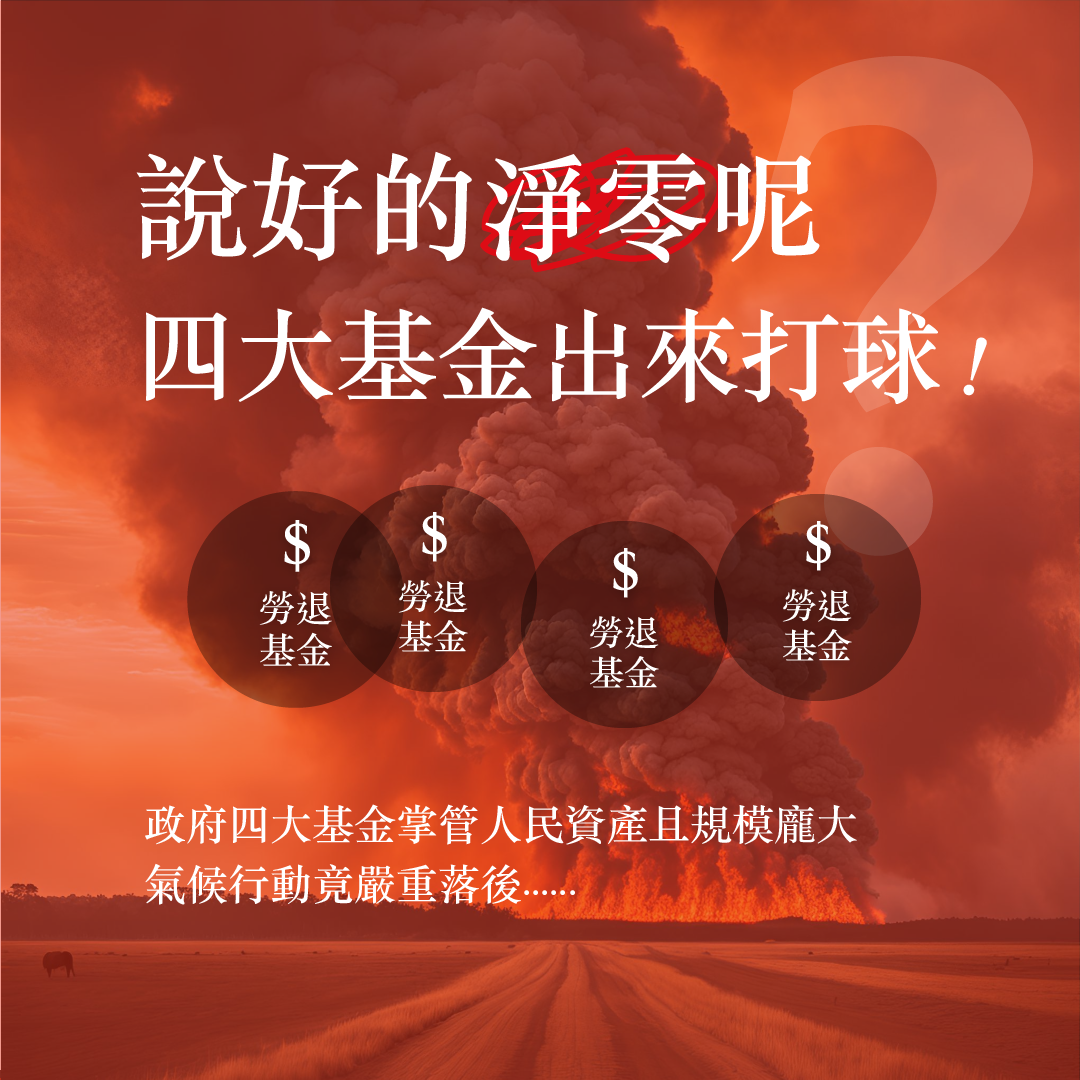 說好的淨零呢
?
四大基金出來打球!
$
勞退
基金
$
勞退
基金
$
勞退
基金
$
勞退
基金
政府四大基金掌管人民資產且規模龐大
氣候行動竟嚴重落後......